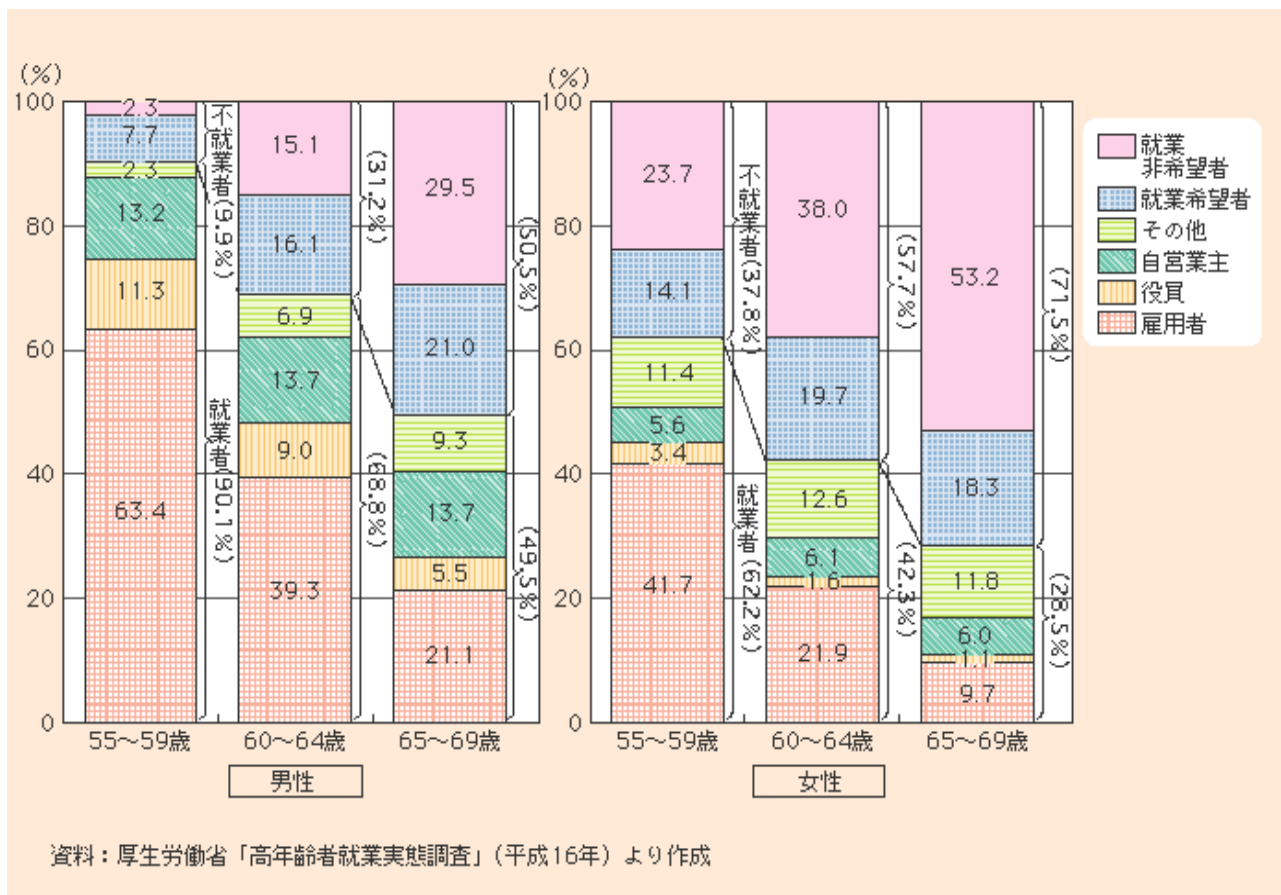 (%)
100
80
60
40
20
0
2.3
7.7
2.3
13.2
11.3
63.4
不就業者(9.9%)
就業者(90.1%)
15.1
16.1
6.9
13.7
9.0
39.3
(31.2%)
(68.8%)
29.5
21.0
9.3
13.7
5.5
21.1
(50.5%)
(49.5%)
55～59歳
60～64歳
65～69歳
男性
(%)
100
80
60
40
20
0
23.7
14.1
11.4
5.6
3.4
41.7
不就業者(37.8%)
就業者(62.2%)
38.0
19.7
12.6
6.1
1.6
21.9
(57.7%)
(42.3%)
53.2
18.3
11.8
6.0
1.1
9.7
(71.5%)
(28.5%)
55～59歳
60～64歳
65～69歳
女性
就業
非希望者
就業希望者
その他
自営業主
役員
雇用者
資料：厚生労働省「高年齢者就業実態調査」（平成16年）より作成